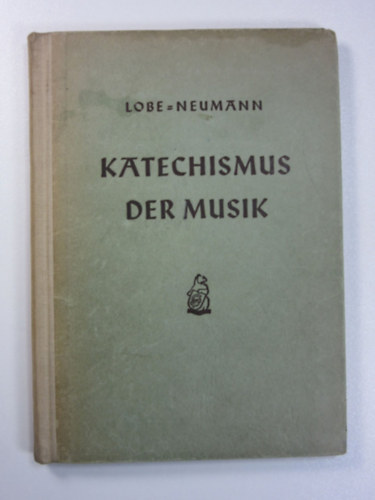 LOBE=NEUMANN
KATECHISMUS
DER MUSIK